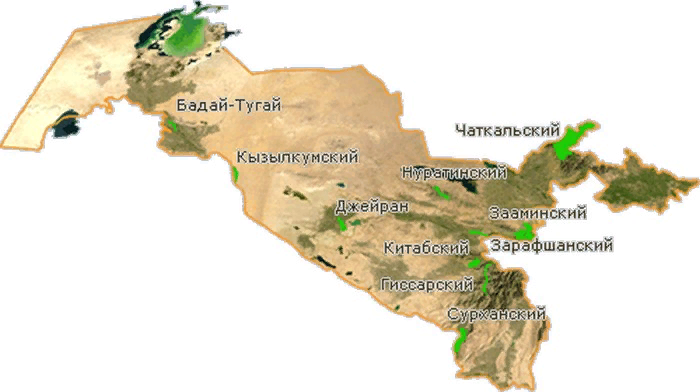 Бадай-Тугай
Чаткальский
Кызылкумский
Нуратинский
Джейран
Зааминский
Китабский
Зарафшанский
Гиссарский
Сурханский